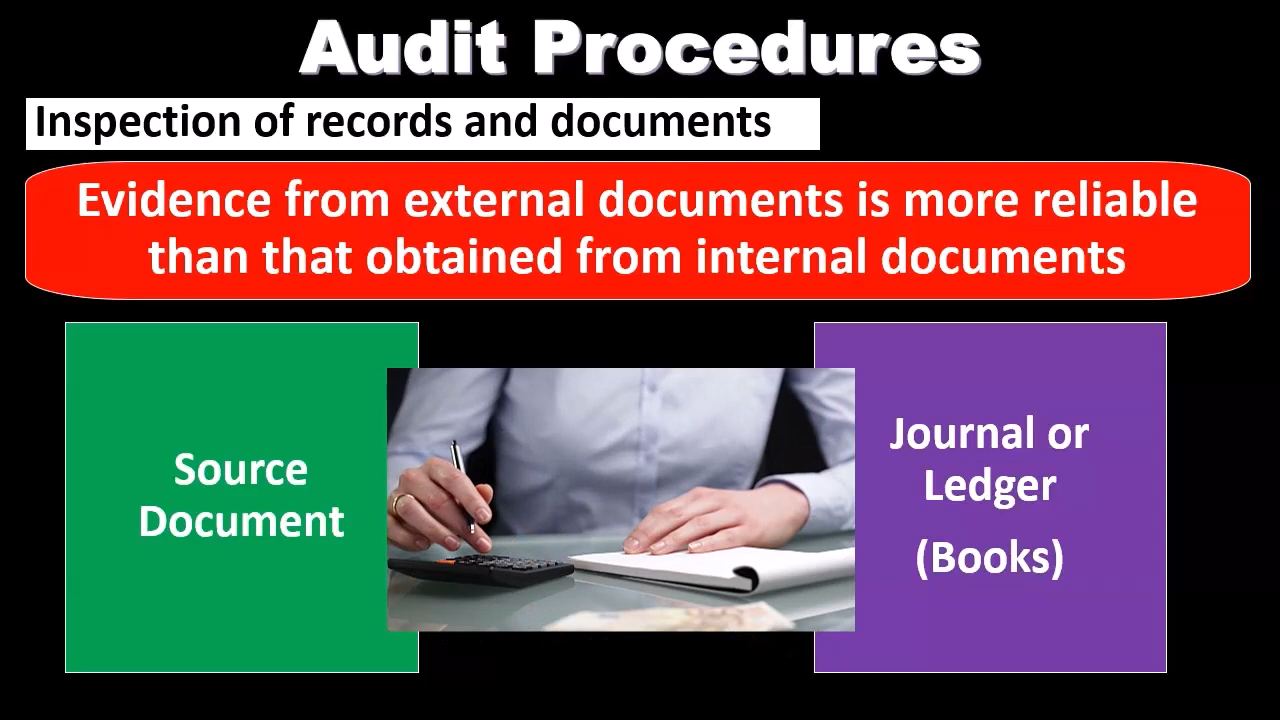 Audit Procedures
Inspection of records and documents
Evidence from external documents is more reliable
than that obtained from internal documents
Source
Document
Journal or
Ledger
(Books)